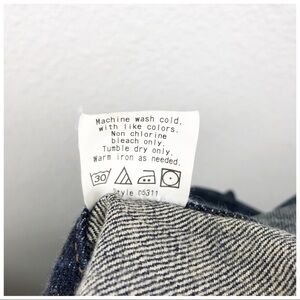 Machine wash cold,
with like colors.
Non chlorine
bleach only.
Tumble dry only.
Warm iron as needed.
30
Style 05311